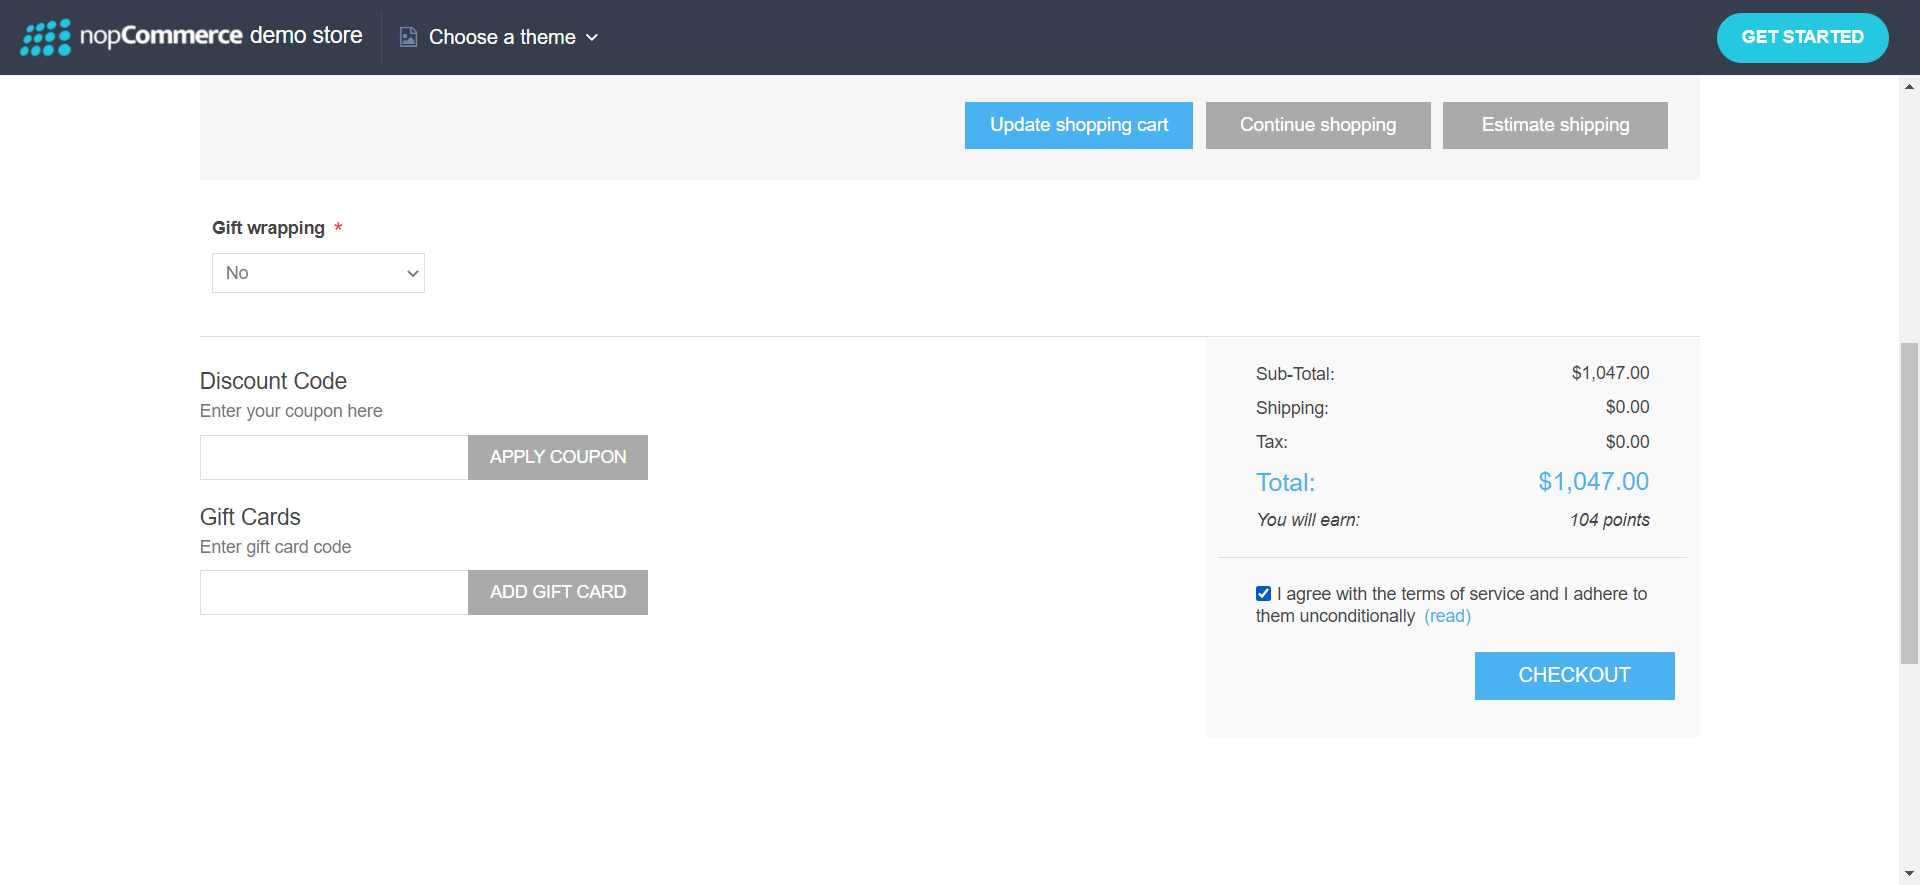 nopCommerce demo store
Choose a theme
GET STARTED
Update shopping cart
Continue shopping
Estimate shipping
Gift wrapping *
No
Discount Code
Enter your coupon here
APPLY COUPON
Gift Cards
Enter gift card code
ADD GIFT CARD
Sub-Total: $1,047.00
Shipping: $0.00
Tax: $0.00
Total: $1,047.00
You will earn: 104 points
I agree with the terms of service and I adhere to
them unconditionally (read)
CHECKOUT